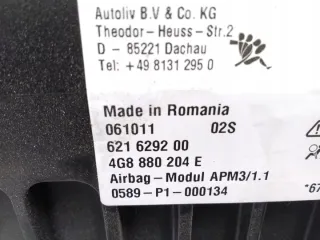 Autoliv B.V & Co. KG
Theodor-Heuss-Str.2
D - 85221 Dachau
Tel: +49 8131 295 0
Made in Romania
061011 02S
621 6292 00
4G8 880 204 E
Airbag-Modul APM3/1.1
0589-P1-000134
*67